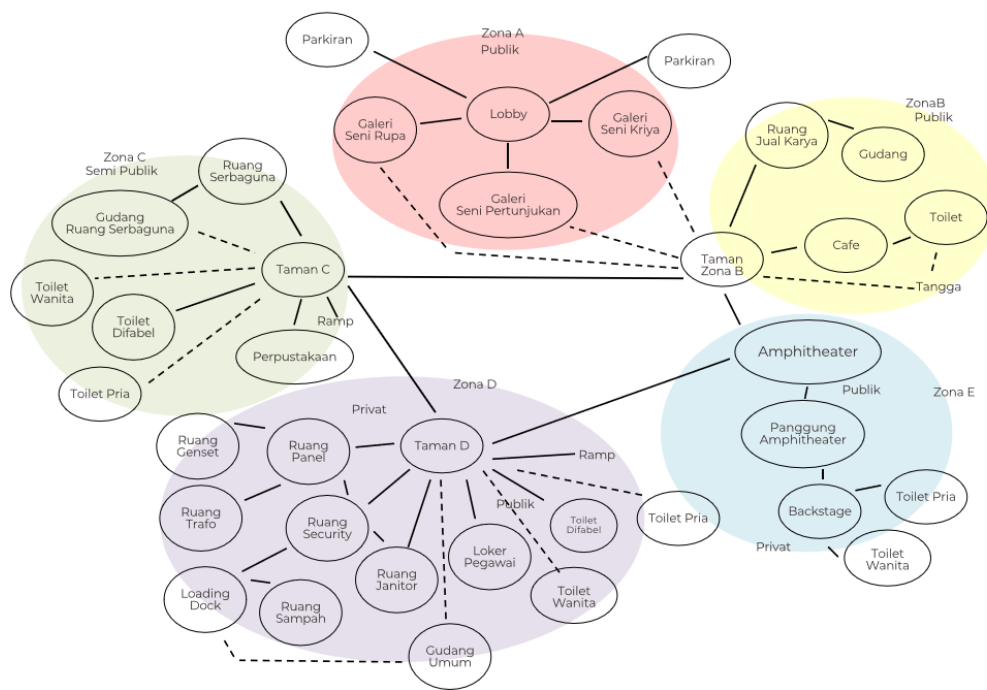 Zona A
Publik
Parkiran
Parkiran
Lobby
Galeri
Seni Rupa
Galeri
Seni Kriya
Galeri
Seni Pertunjukan
ZonaB
Publik
Ruang
Jual Karya
Gudang
Toilet
Cafe
Taman
Zona B
Tangga
Zona C
Semi Publik
Ruang
Serbaguna
Gudang
Ruang Serbaguna
Taman C
Toilet
Wanita
Toilet
Difabel
Ramp
Perpustakaan
Toilet Pria
Amphitheater
Publik
Zona E
Panggung
Amphitheater
Backstage
Toilet Pria
Privat
Toilet
Wanita
Zona D
Privat
Ruang
Genset
Ruang
Panel
Taman D
Ramp
Ruang
Trafo
Ruang
Security
Publik
Toilet
Difabel
Toilet Pria
Loker
Pegawai
Ruang
Janitor
Toilet
Wanita
Loading
Dock
Ruang
Sampah
Gudang
Umum